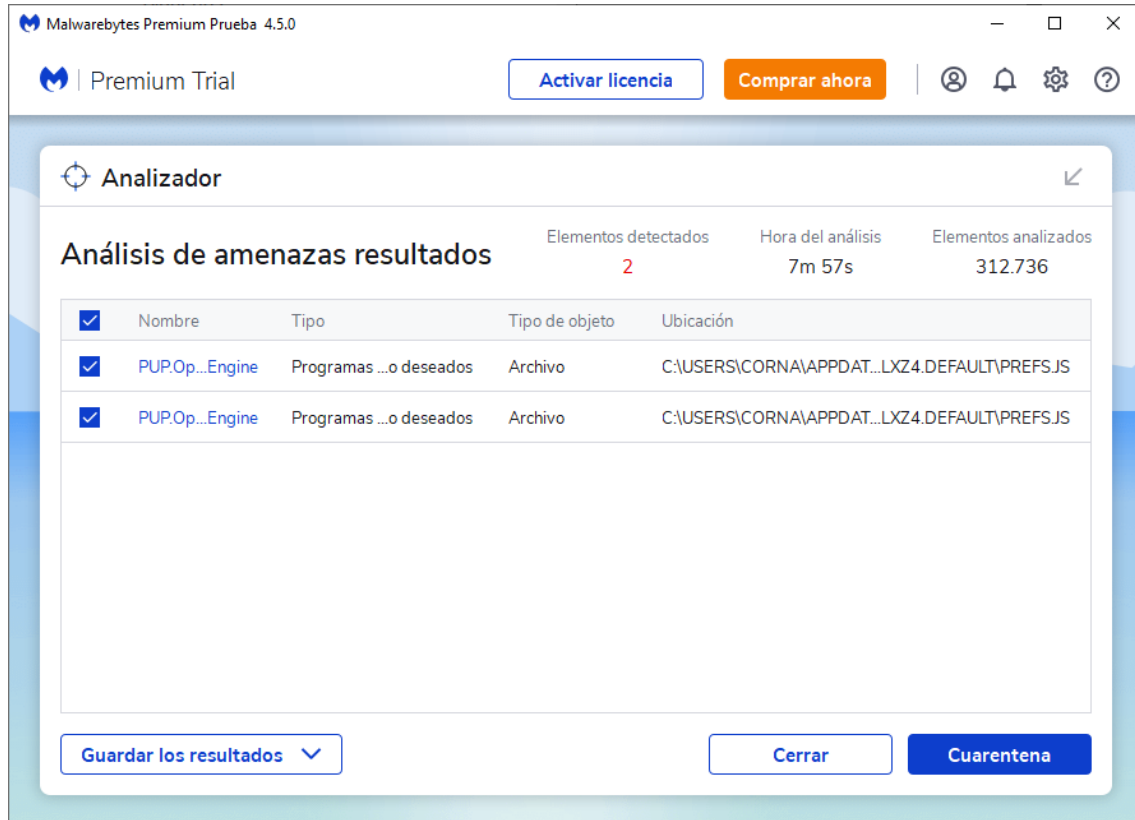 Malwarebytes Premium Prueba 4.5.0
Premium Trial
Activar licencia
Comprar ahora
Analizador
Análisis de amenazas resultados
Elementos detectados
2
Hora del análisis
7m 57s
Elementos analizados
312.736
Nombre Tipo Tipo de objeto Ubicación
PUP.Op...Engine Programas ...o deseados Archivo C:\USERS\CORNA\APPDAT...LXZ4.DEFAULT\PREFS.JS
PUP.Op...Engine Programas ...o deseados Archivo C:\USERS\CORNA\APPDAT...LXZ4.DEFAULT\PREFS.JS
Guardar los resultados
Cerrar
Cuarentena